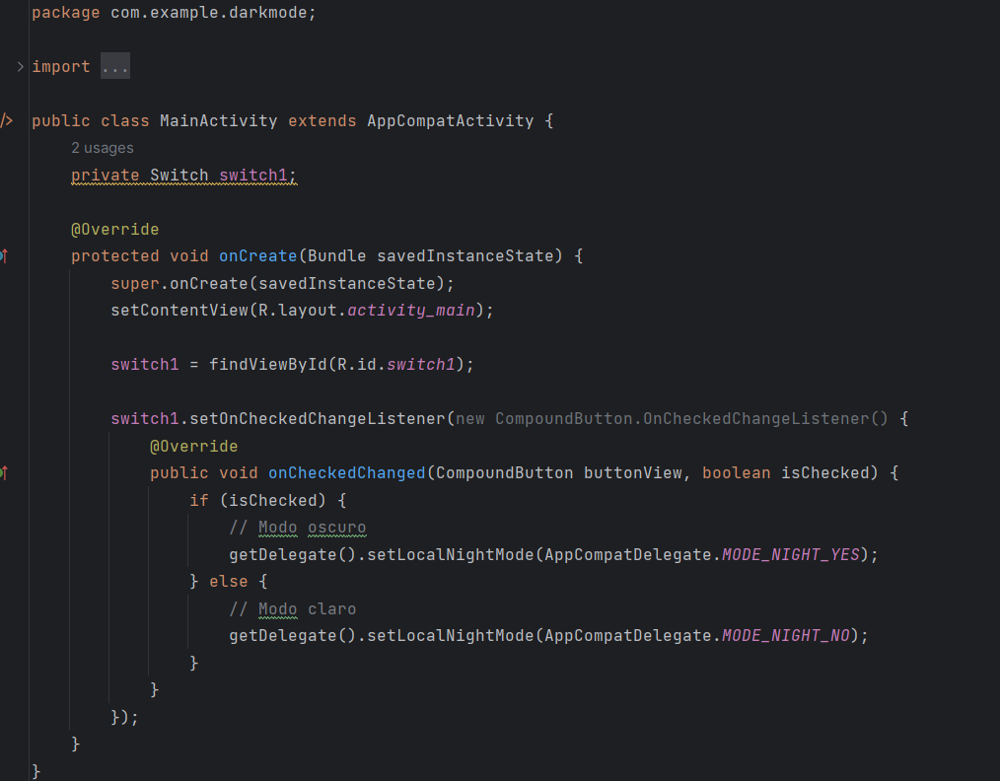 package com.example.darkmode;
import ...
public class MainActivity extends AppCompatActivity {
2 usages
private Switch switch1;
@Override
protected void onCreate(Bundle savedInstanceState) {
super.onCreate(savedInstanceState);
setContentView(R.layout.activity_main);
switch1 = findViewById(R.id.switch1);
switch1.setOnCheckedChangeListener(new CompoundButton.OnCheckedChangeListener() {
@Override
public void onCheckedChanged(CompoundButton buttonView, boolean isChecked) {
if (isChecked) {
// Modo oscuro
getDelegate().setLocalNightMode(AppCompatDelegate.MODE_NIGHT_YES);
} else {
// Modo claro
getDelegate().setLocalNightMode(AppCompatDelegate.MODE_NIGHT_NO);
}
}
});
}
}